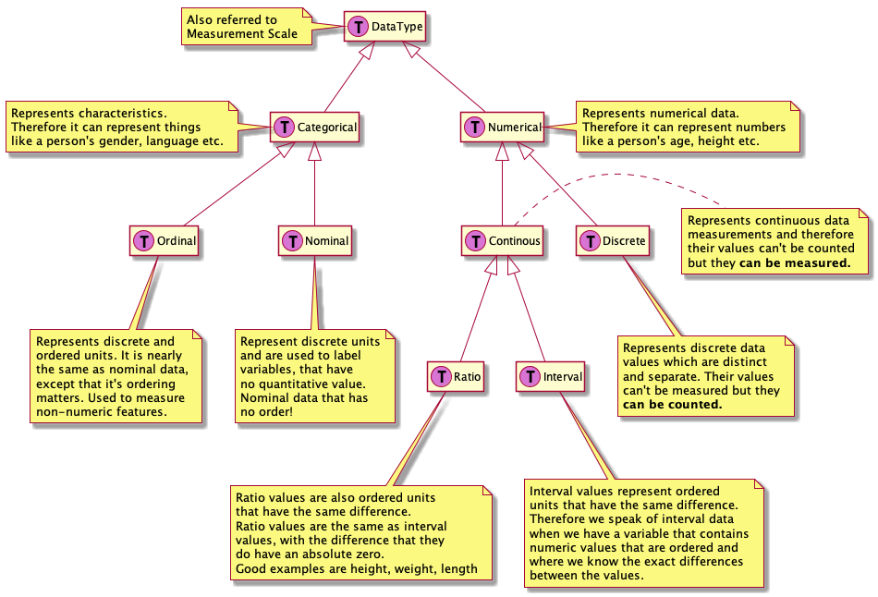 Also referred to
Measurement Scale
T DataType
Represents characteristics.
Therefore it can represent things
like a person's gender, language etc.
T Categorical
T Numerical
Represents numerical data.
Therefore it can represent numbers
like a person's age, height etc.
T Ordinal
T Nominal
T Continous
T Discrete
Represents continuous data
measurements and therefore
their values can't be counted
but they can be measured.
Represents discrete and
ordered units. It is nearly
the same as nominal data,
except that it's ordering
matters. Used to measure
non-numeric features.
Represent discrete units
and are used to label
variables, that have
no quantitative value.
Nominal data that has
no order!
T Ratio
T Interval
Represents discrete data
values which are distinct
and separate. Their values
can't be measured but they
can be counted.
Ratio values are also ordered units
that have the same difference.
Ratio values are the same as interval
values, with the difference that they
do have an absolute zero.
Good examples are height, weight, length
Interval values represent ordered
units that have the same difference.
Therefore we speak of interval data
when we have a variable that contains
numeric values that are ordered and
where we know the exact differences
between the values.